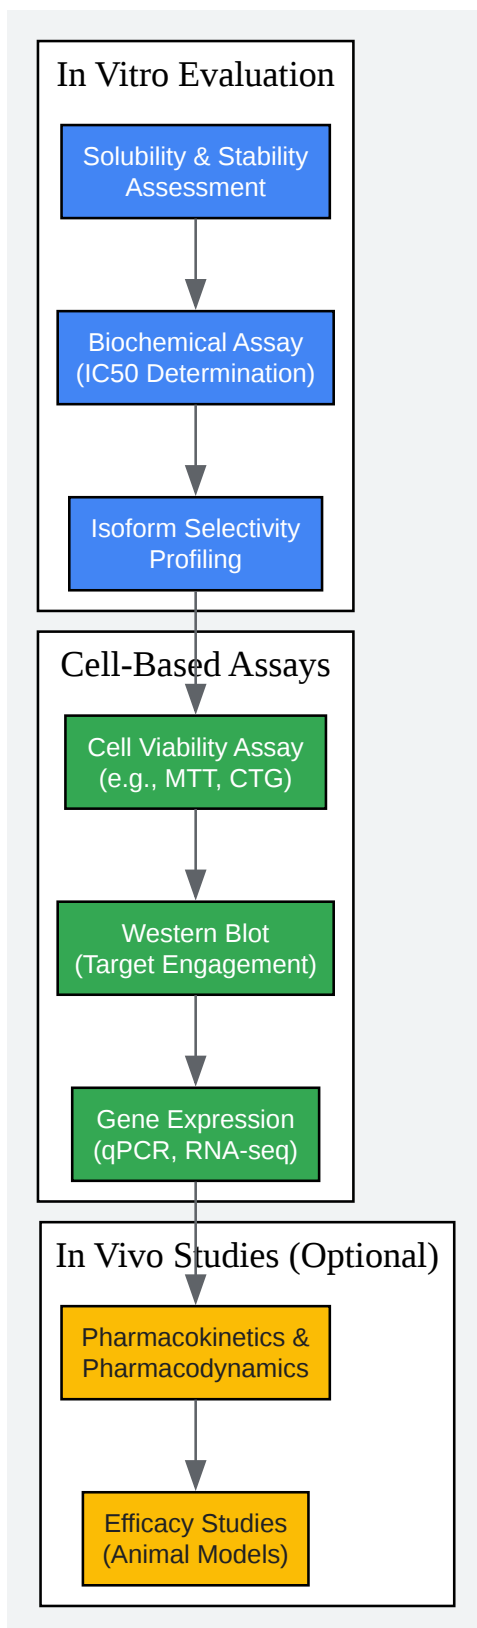 In Vitro Evaluation
Solubility & Stability
Assessment
Biochemical Assay
(IC50 Determination)
Isoform Selectivity
Profiling
Cell-Based Assays
Cell Viability Assay
(e.g., MTT, CTG)
Western Blot
(Target Engagement)
Gene Expression
(qPCR, RNA-seq)
In Vivo Studies (Optional)
Pharmacokinetics &
Pharmacodynamics
Efficacy Studies
(Animal Models)